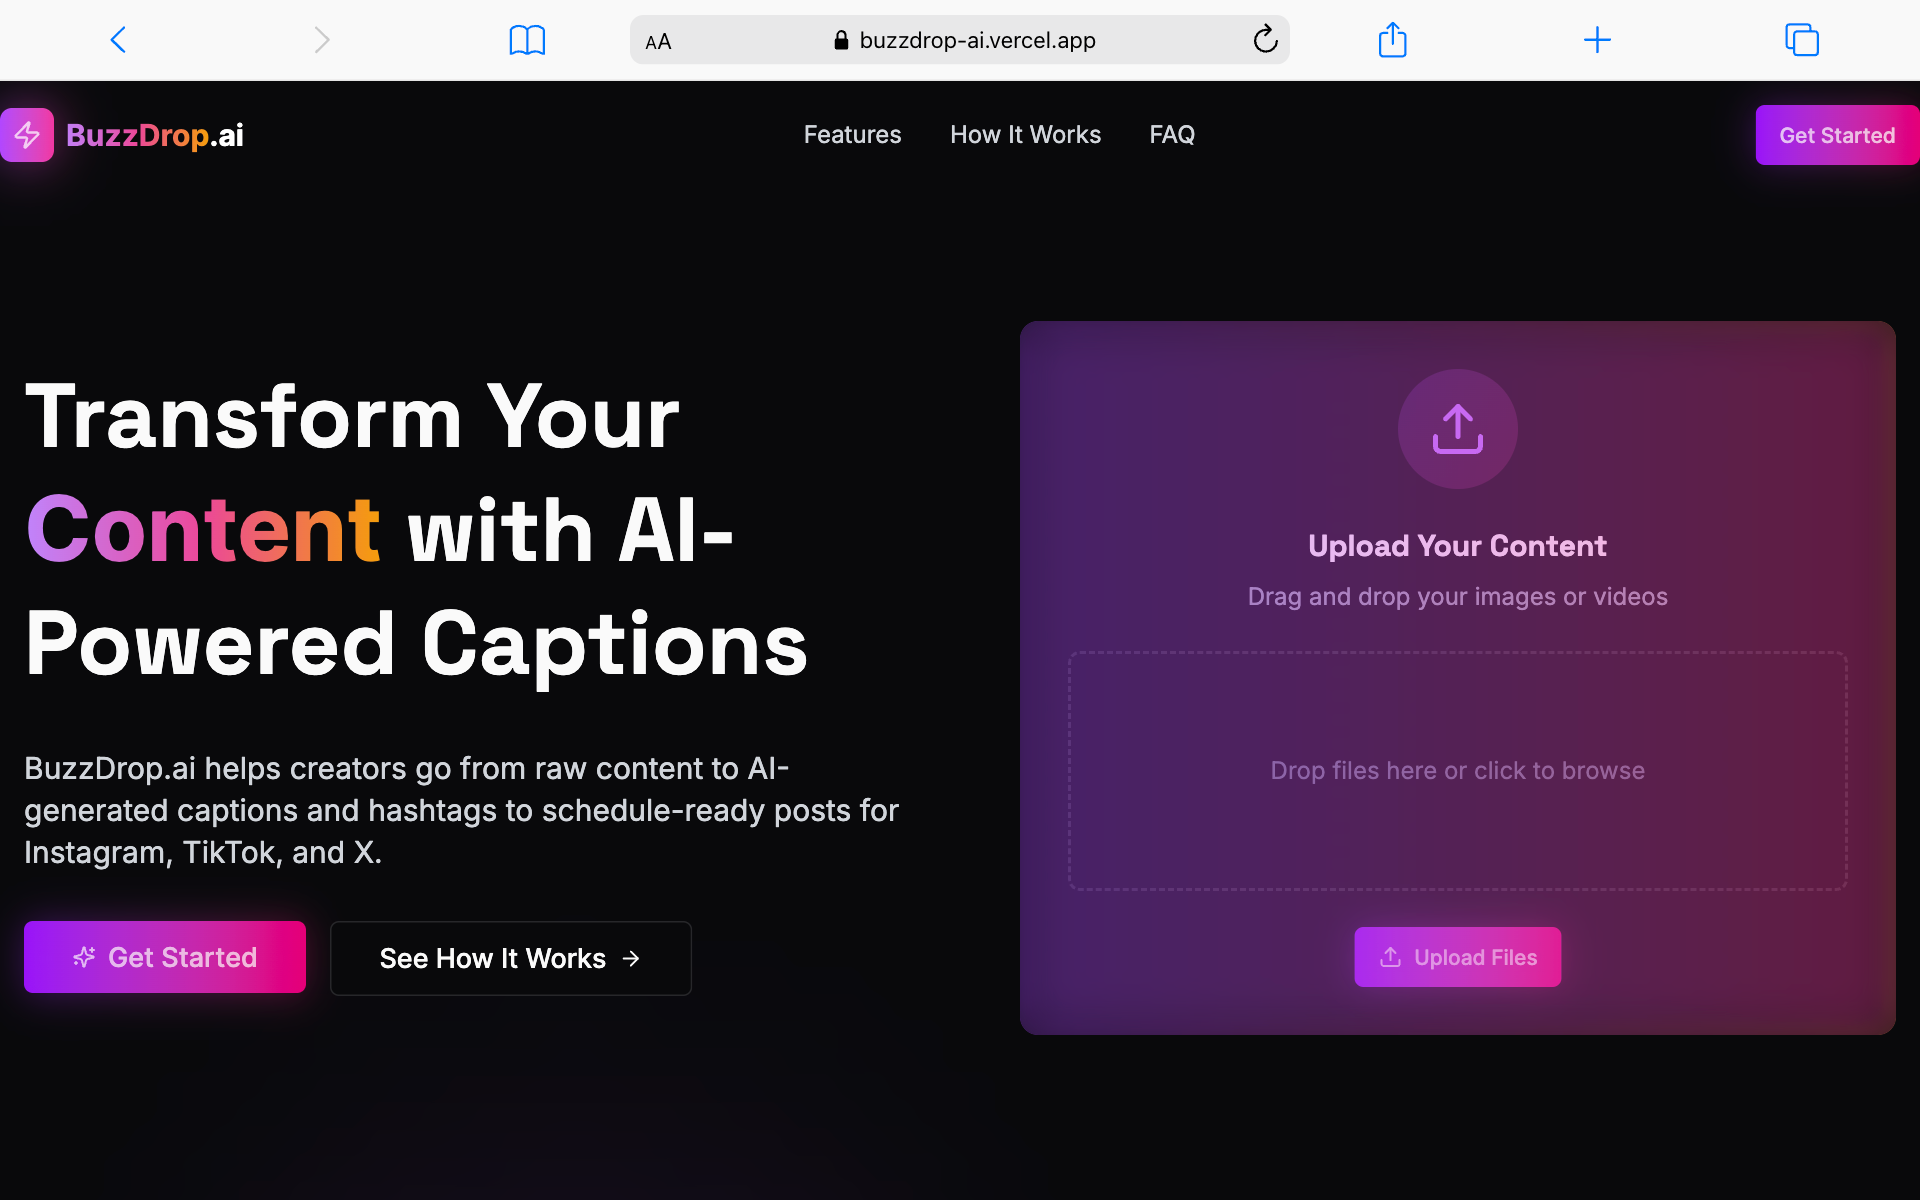 AA
buzzdrop-ai.vercel.app
BuzzDrop.ai
Features
How It Works
FAQ
Get Started
Transform Your
Content with AI-
Powered Captions
BuzzDrop.ai helps creators go from raw content to AI-
generated captions and hashtags to schedule-ready posts for
Instagram, TikTok, and X.
Get Started
See How It Works →
Upload Your Content
Drag and drop your images or videos
Drop files here or click to browse
Upload Files